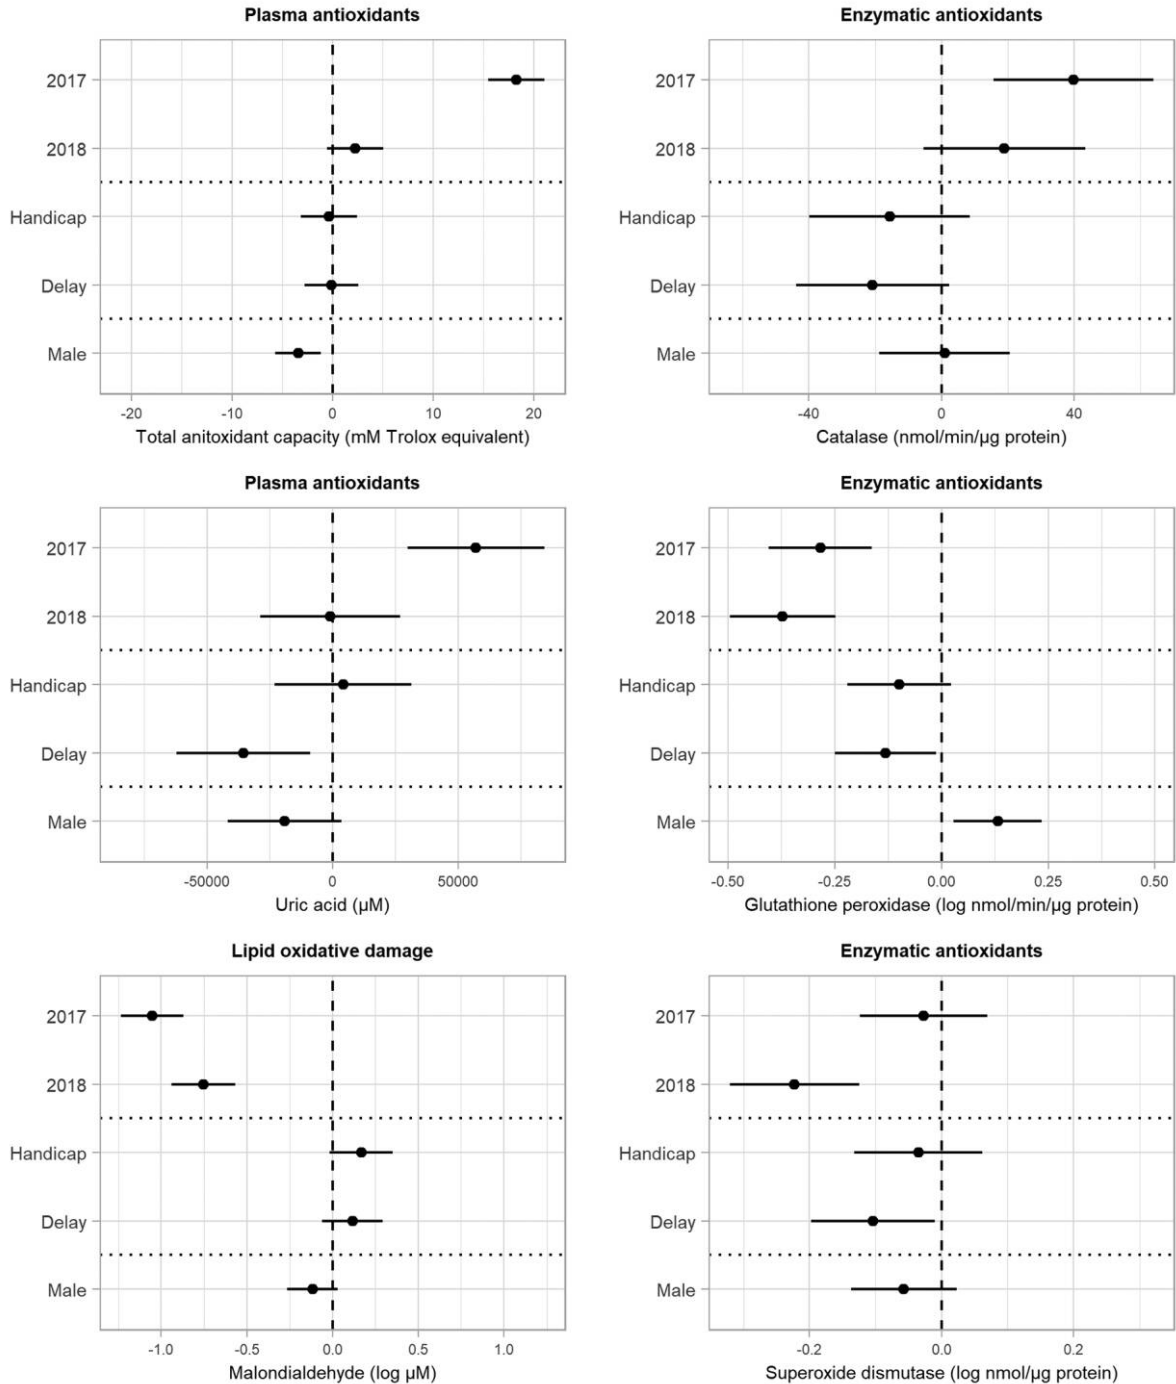 Plasma antioxidants
2017
2018
Handicap
Delay
Male
-20 -10 0 10 20
Total anitoxidant capacity (mM Trolox equivalent)
Enzymatic antioxidants
2017
2018
Handicap
Delay
Male
-40 0 40
Catalase (nmol/min/µg protein)
Plasma antioxidants
2017
2018
Handicap
Delay
Male
-50000 0 50000
Uric acid (µM)
Enzymatic antioxidants
2017
2018
Handicap
Delay
Male
-0.50 -0.25 0.00 0.25 0.50
Glutathione peroxidase (log nmol/min/µg protein)
Lipid oxidative damage
2017
2018
Handicap
Delay
Male
-1.0 -0.5 0.0 0.5 1.0
Malondialdehyde (log µM)
Enzymatic antioxidants
2017
2018
Handicap
Delay
Male
-0.2 0.0 0.2
Superoxide dismutase (log nmol/µg protein)